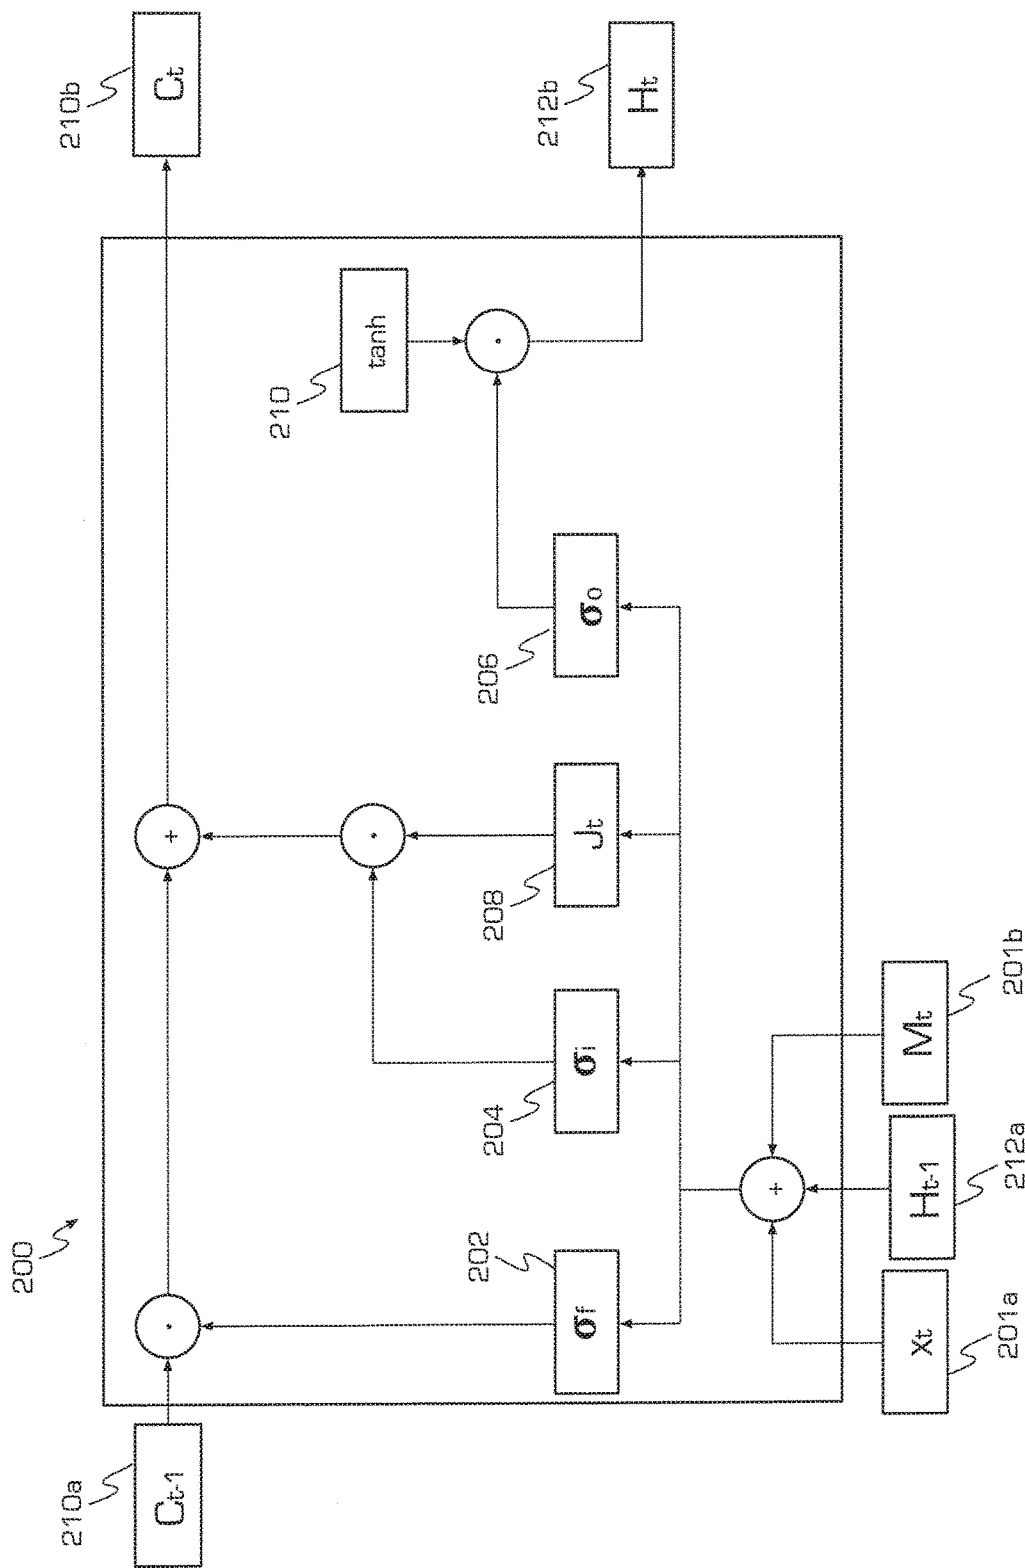 200
210a
Ct-1
210b
Ct
·
+
210
tanh
·
·
212b
Ht
202
σf
204
σi
208
Jt
206
σo
+
Xt
201a
Ht-1
212a
Mt
201b